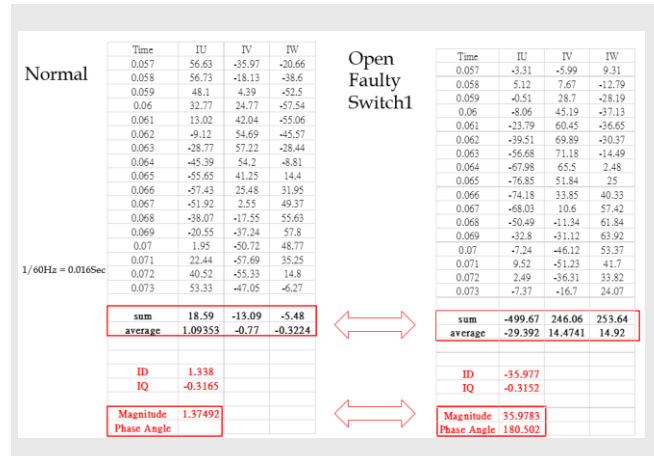 Normal
Time IU IV IW
0.057 56.63 -35.97 -20.66
0.058 56.73 -18.13 -38.6
0.059 48.1 4.39 -52.5
0.06 32.77 24.77 -57.54
0.061 13.02 42.04 -55.06
0.062 -9.12 54.69 -45.57
0.063 -28.77 57.22 -28.44
0.064 -45.39 54.2 -8.81
0.065 -55.65 41.25 14.4
0.066 -57.43 25.48 31.95
0.067 -51.92 2.55 49.37
0.068 -38.07 -17.55 55.63
0.069 -20.55 -37.24 57.8
0.07 1.95 -50.72 48.77
0.071 22.44 -57.69 35.25
0.072 40.52 -55.33 14.8
0.073 53.33 -47.05 -6.27
1/60Hz = 0.016Sec
sum 18.59 -13.09 -5.48
average 1.09353 -0.77 -0.3224
ID 1.338
IQ -0.3165
Magnitude 1.37492
Phase Angle
Open
Faulty
Switch1
Time IU IV IW
0.057 -3.31 -5.99 9.31
0.058 5.12 7.67 -12.79
0.059 -0.51 28.7 -28.19
0.06 -8.06 45.19 -37.13
0.061 -23.79 60.45 -36.65
0.062 -39.51 69.89 -30.37
0.063 -56.68 71.18 -14.49
0.064 -67.98 65.5 2.48
0.065 -76.85 51.84 25
0.066 -74.18 33.85 40.33
0.067 -68.03 10.6 57.42
0.068 -50.49 -11.34 61.84
0.069 -32.8 -31.12 63.92
0.07 -7.24 -46.12 53.37
0.071 9.52 -51.23 41.7
0.072 2.49 -36.31 33.82
0.073 -7.37 -16.7 24.07
sum -499.67 246.06 253.64
average -29.392 14.4741 14.92
ID -35.977
IQ -0.3152
Magnitude 35.9783
Phase Angle 180.502